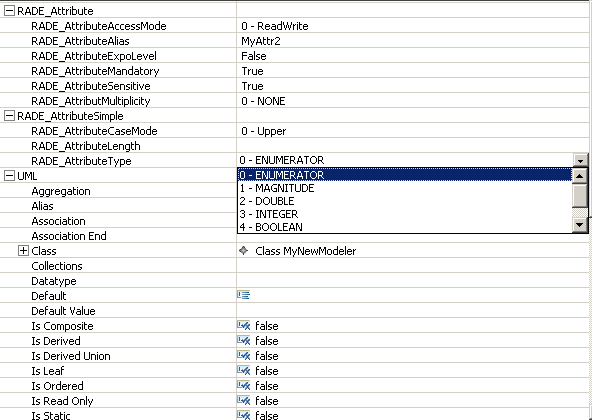 RADE_Attribute
RADE_AttributeAccessMode 0 - ReadWrite
RADE_AttributeAlias MyAttr2
RADE_AttributeExpoLevel False
RADE_AttributeMandatory True
RADE_AttributeSensitive True
RADE_AttributMultiplicity 0 - NONE
RADE_AttributeSimple
RADE_AttributeCaseMode 0 - Upper
RADE_AttributeLength
RADE_AttributeType 0 - ENUMERATOR
UML 0 - ENUMERATOR
Aggregation 1 - MAGNITUDE
Alias 2 - DOUBLE
Association 3 - INTEGER
Association End 4 - BOOLEAN
Class Class MyNewModeler
Collections
Datatype
Default
Default Value
Is Composite false
Is Derived false
Is Derived Union false
Is Leaf false
Is Ordered false
Is Read Only false
Is Static false